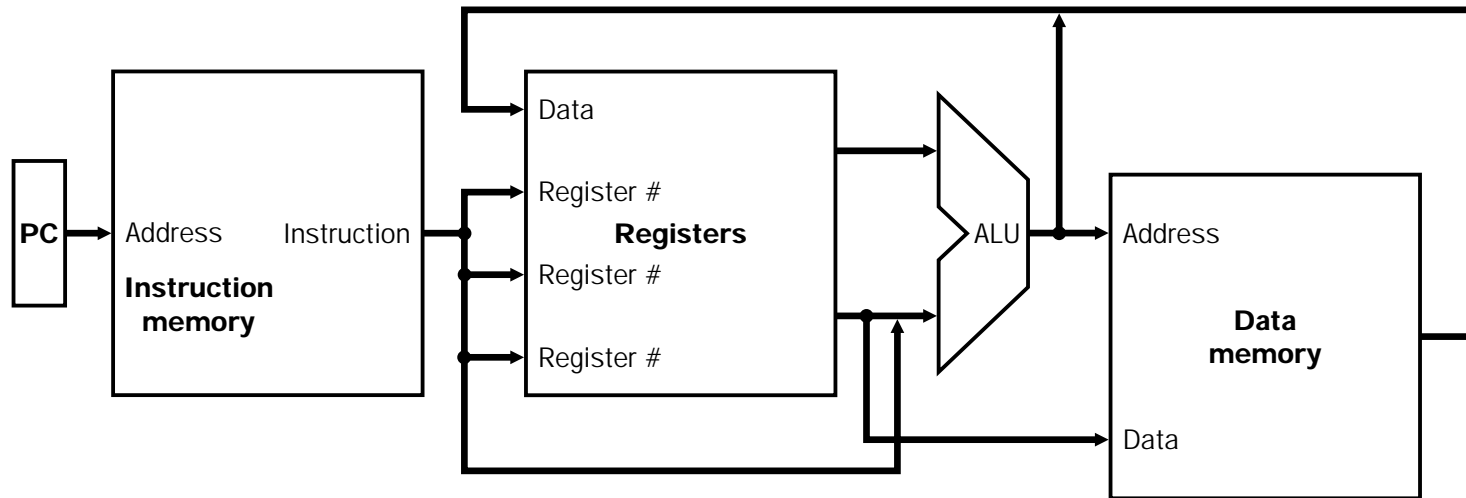 PC
Address
Instruction
Instruction
memory
Data
Register #
Registers
Register #
Register #
ALU
Address
Data
memory
Data